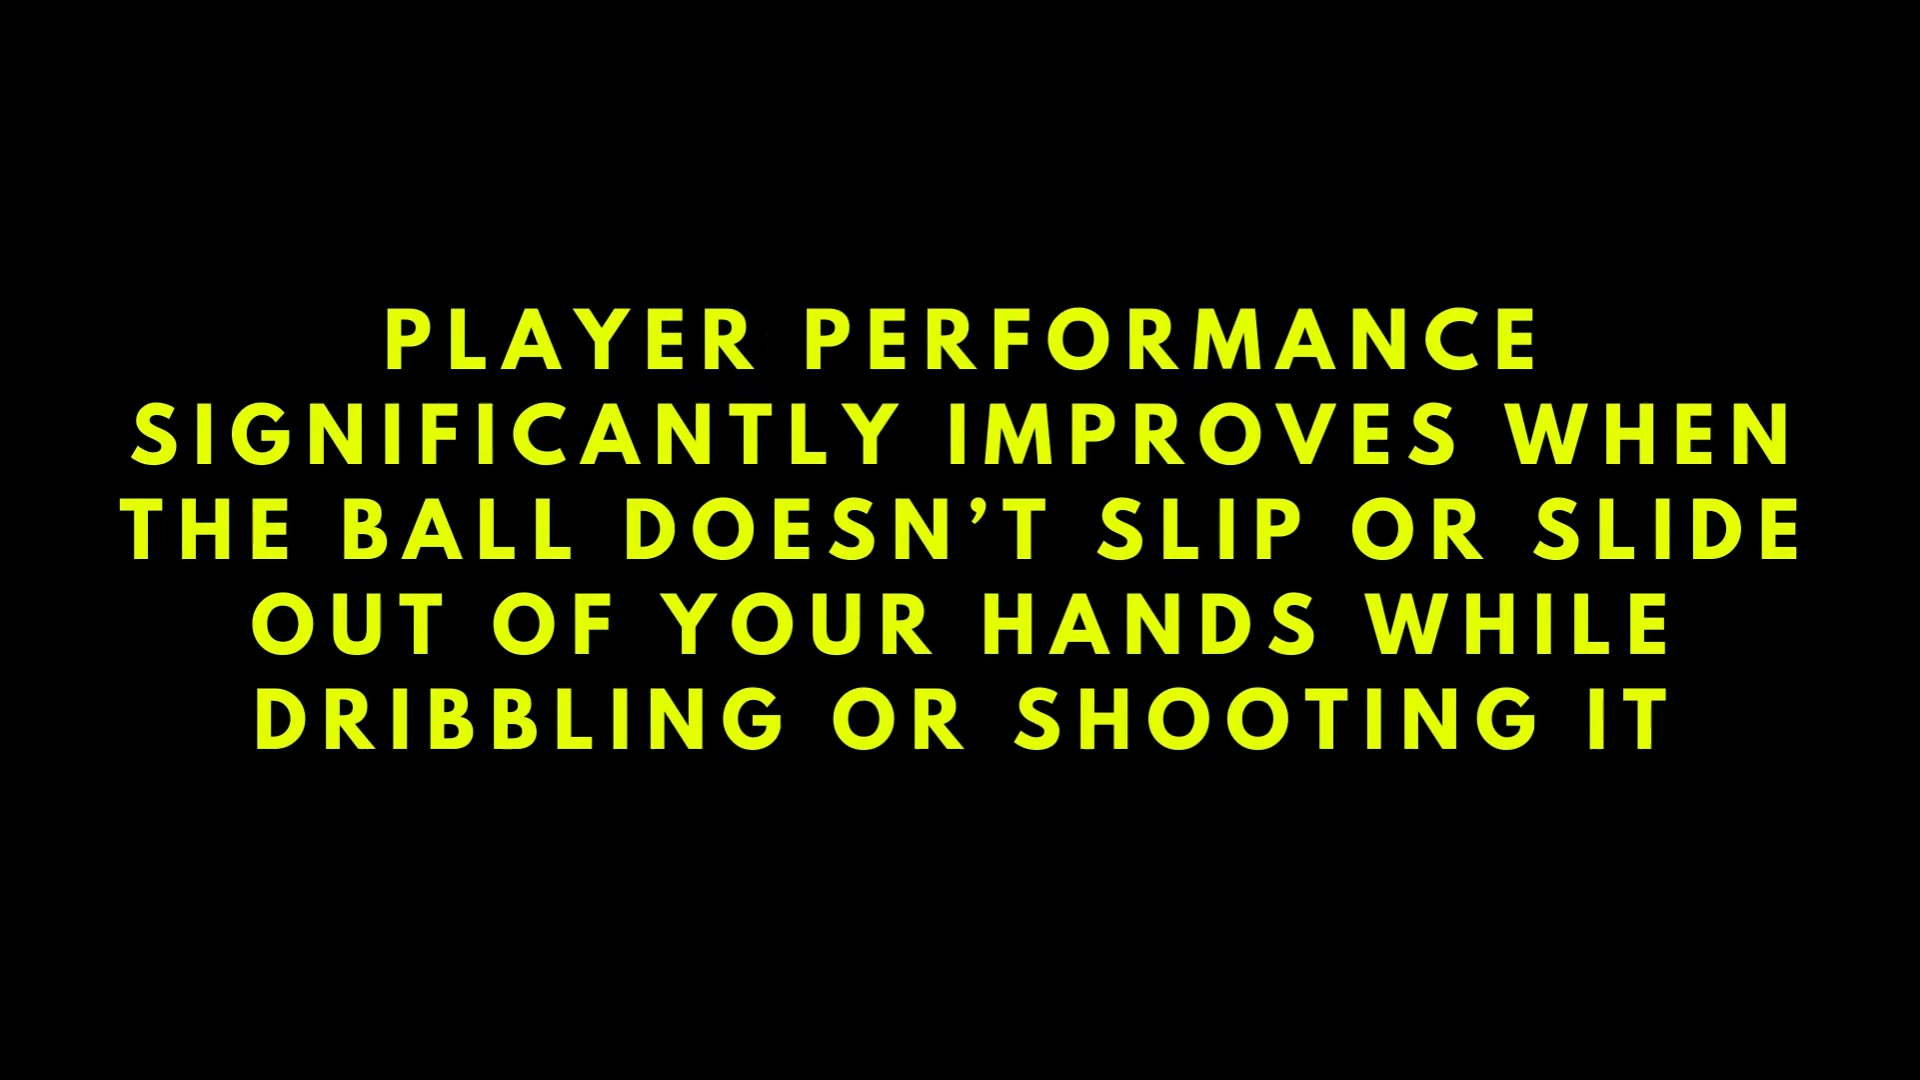 PLAYER PERFORMANCE
SIGNIFICANTLY IMPROVES WHEN
THE BALL DOESN’T SLIP OR SLIDE
OUT OF YOUR HANDS WHILE
DRIBBLING OR SHOOTING IT